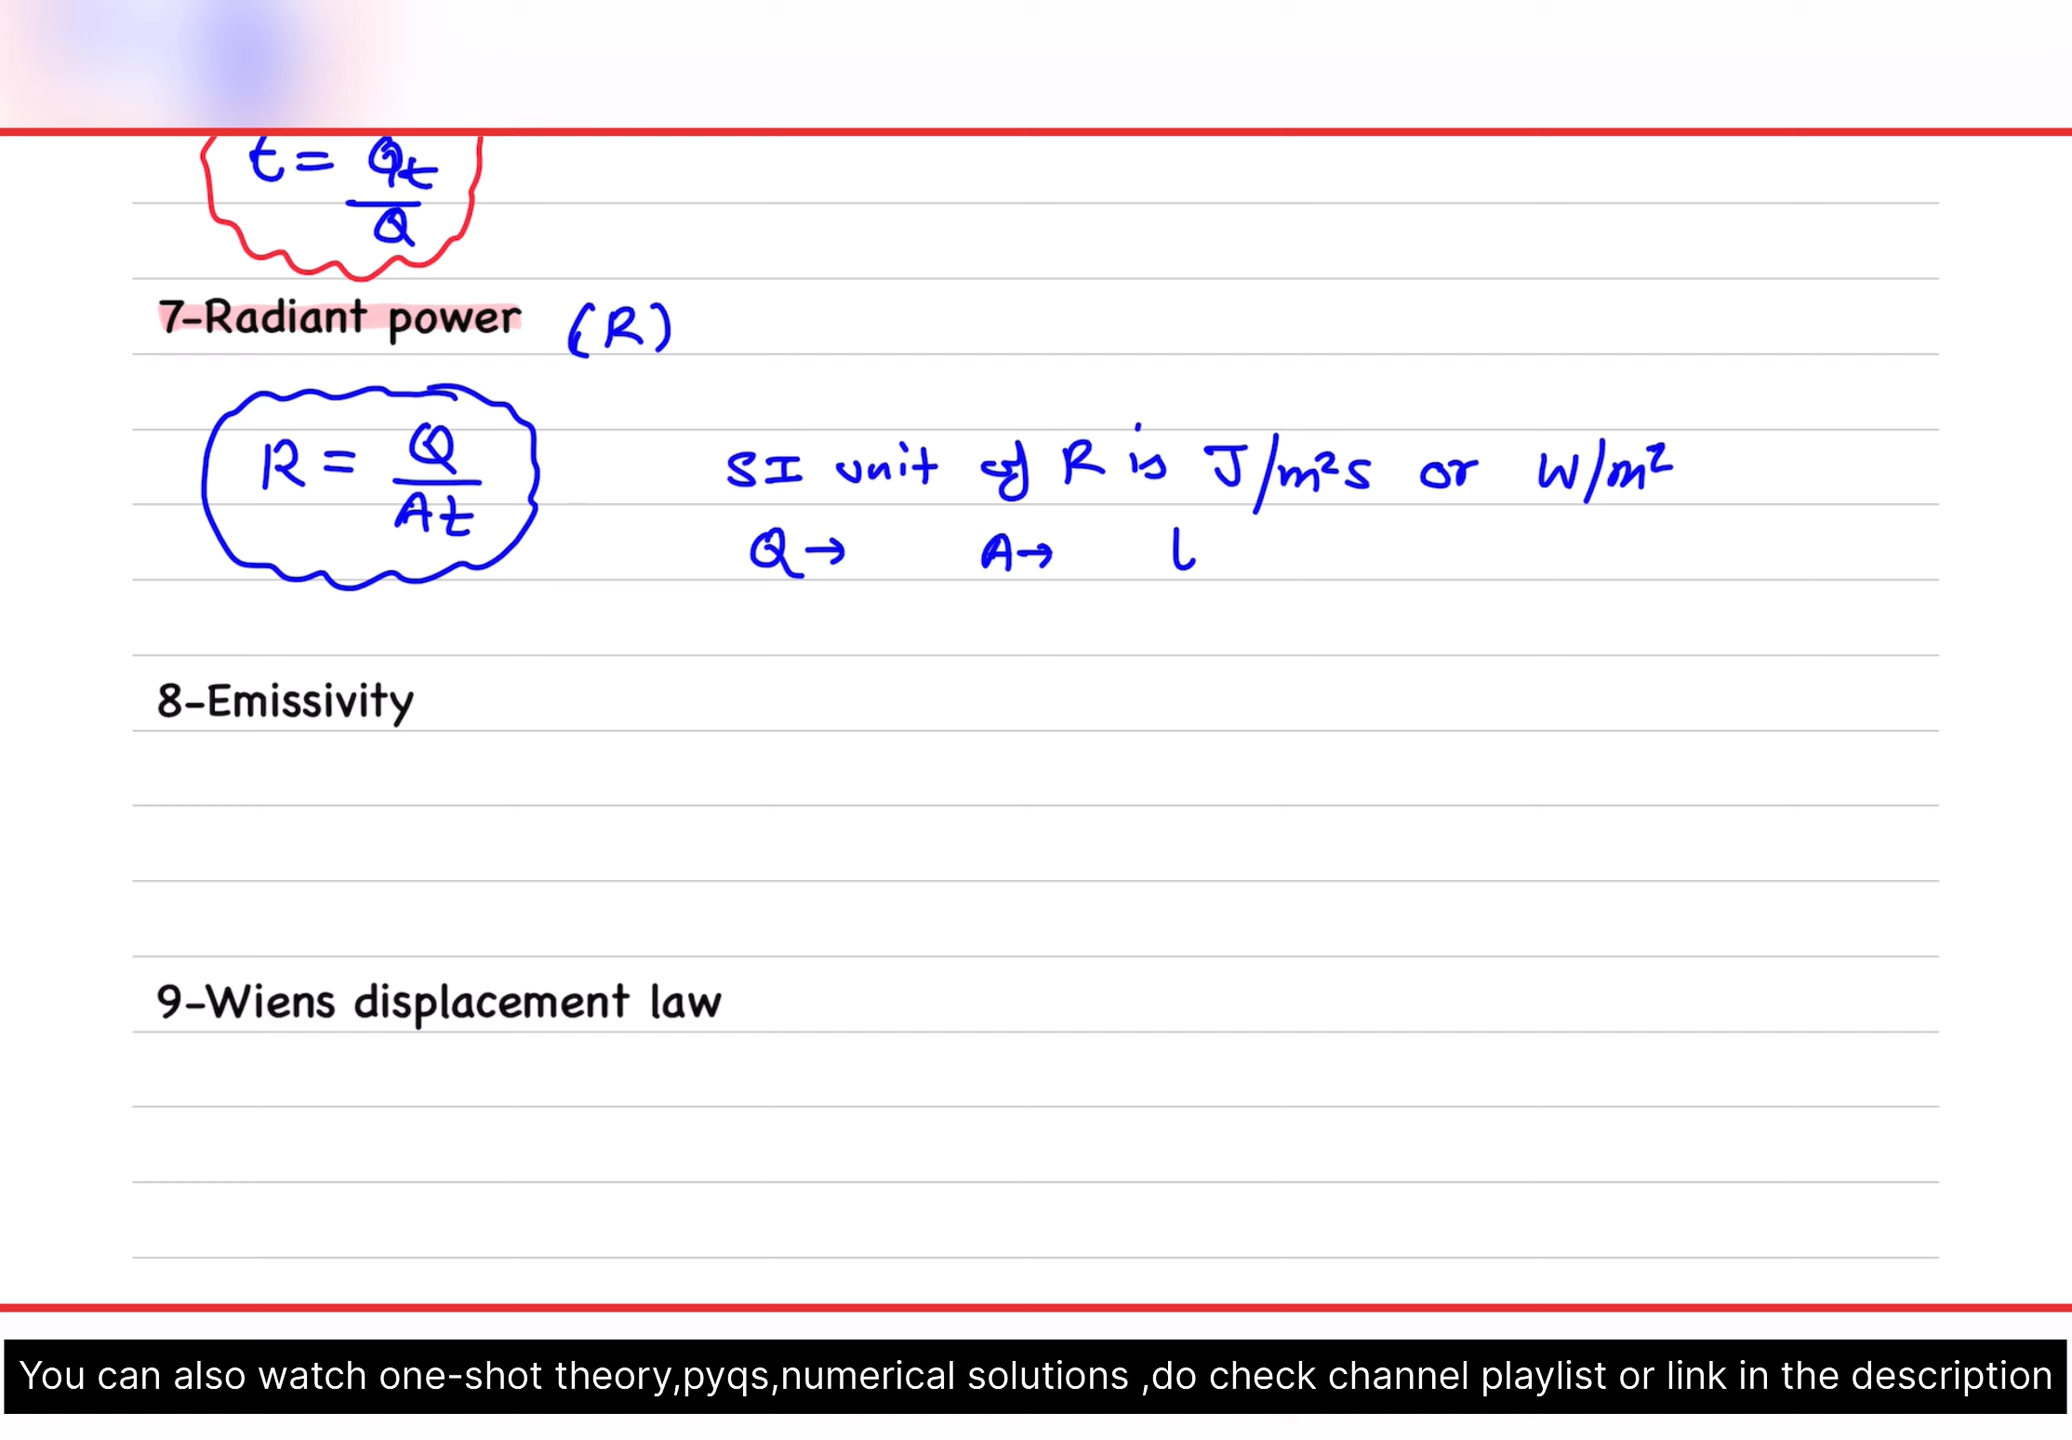 t = Qt/Q
7-Radiant power (R)
R = Q/At
SI unit of R is J/m²s or W/m²
Q → A →
8-Emissivity
9-Wiens displacement law
You can also watch one-shot theory,pyqs,numerical solutions ,do check channel playlist or link in the description